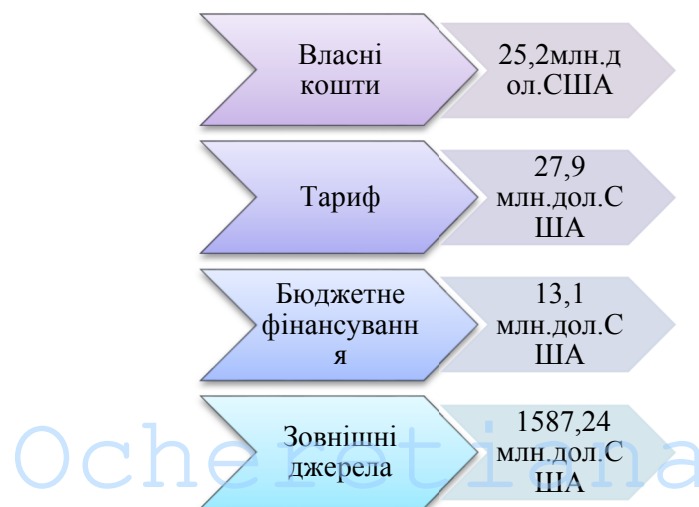 Власні
кошти
25,2млн.д
ол.США
Тариф
27,9
млн.дол.С
ША
Бюджетне
фінансуванн
я
13,1
млн.дол.С
ША
Зовнішні
джерела
1587,24
млн.дол.С
ША
Ocheretiana